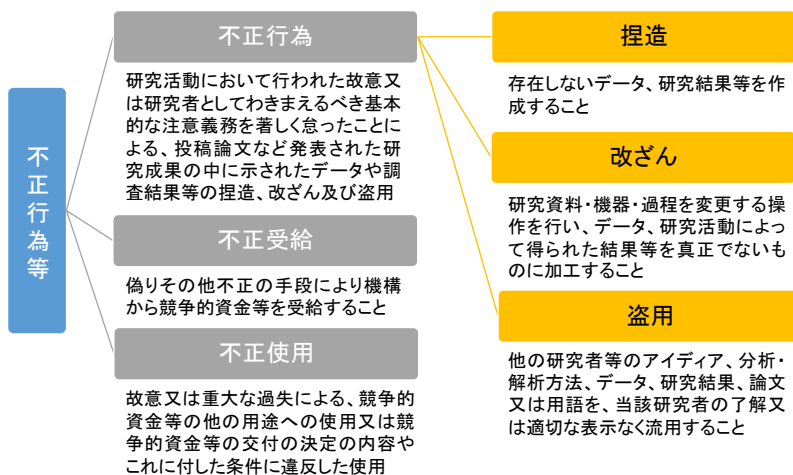 不正行為等
不正行為
研究活動において行われた故意又
は研究者としてわきまえるべき基本
的な注意義務を著しく怠ったことに
よる、投稿論文など発表された研
究成果の中に示されたデータや調
査結果等の捏造、改ざん及び盗用
不正受給
偽りその他不正の手段により機構
から競争的資金等を受給すること
不正使用
故意又は重大な過失による、競争的
資金等の他の用途への使用又は競
争的資金等の交付の決定の内容や
これに付した条件に違反した使用
捏造
存在しないデータ、研究結果等を作
成すること
改ざん
研究資料・機器・過程を変更する操
作を行い、データ、研究活動によっ
て得られた結果等を真正でないも
のに加工すること
盗用
他の研究者等のアイディア、分析・
解析方法、データ、研究結果、論文
又は用語を、当該研究者の了解又
は適切な表示なく流用すること